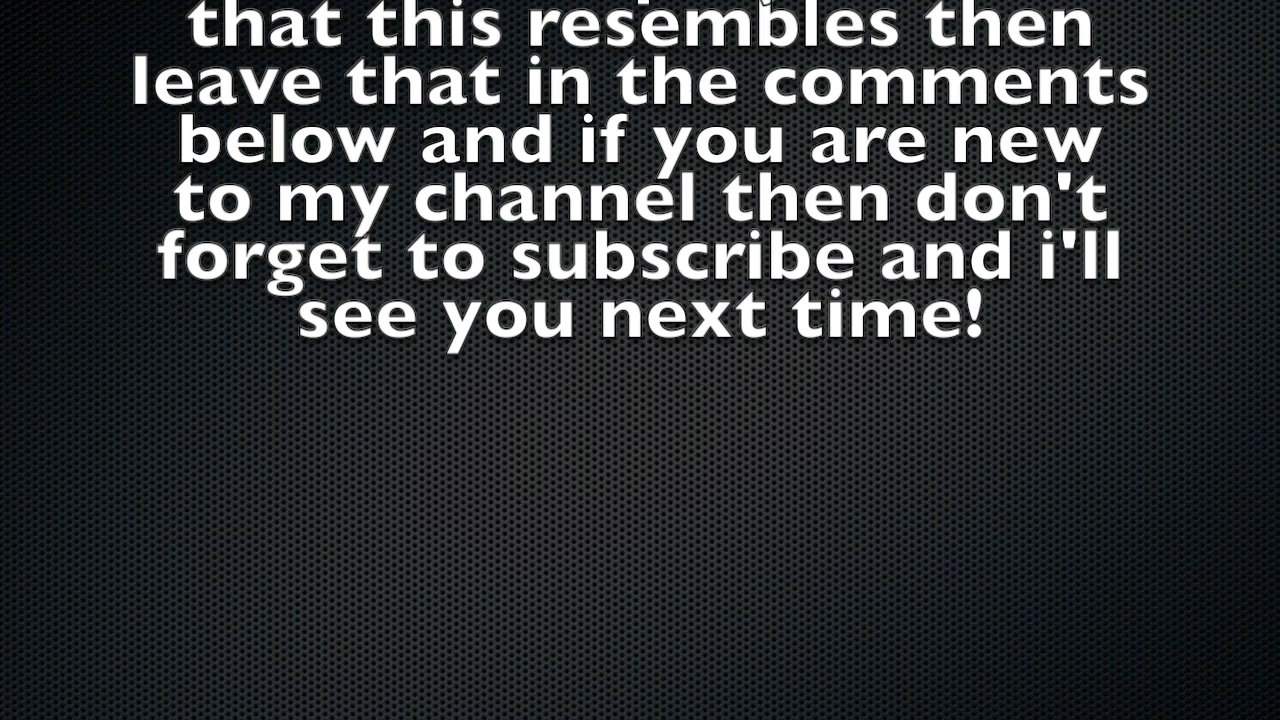 that this resembles then
leave that in the comments
below and if you are new
to my channel then don't
forget to subscribe and i'll
see you next time!